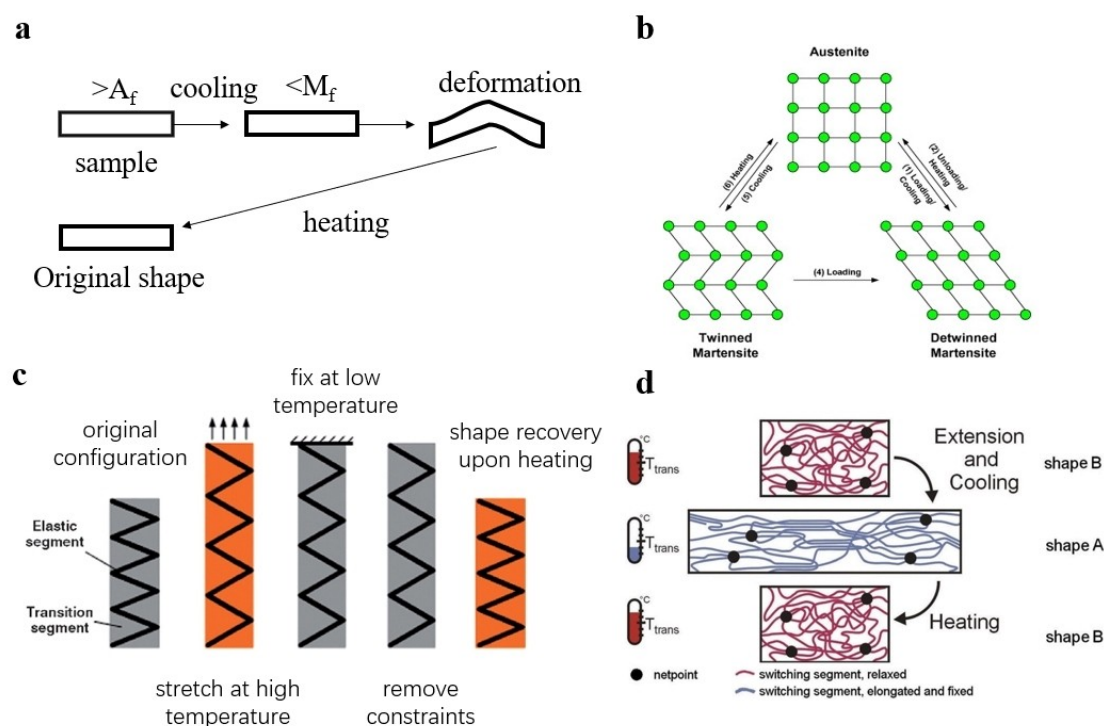 a
>Af
cooling
<Mf
deformation
sample
heating
Original shape
b
Austenite
(6) Heating
(5) Cooling
(2) Unloading/
Heating
(1) Loading/
Cooling
(4) Loading
Twinned
Martensite
Detwinned
Martensite
c
original
configuration
fix at low
temperature
shape recovery
upon heating
Elastic
segment
Transition
segment
stretch at high
temperature
remove
constraints
d
°C
Ttrans
Extension
and
Cooling
shape B
°C
Ttrans
shape A
°C
Ttrans
Heating
shape B
netpoint
switching segment, relaxed
switching segment, elongated and fixed